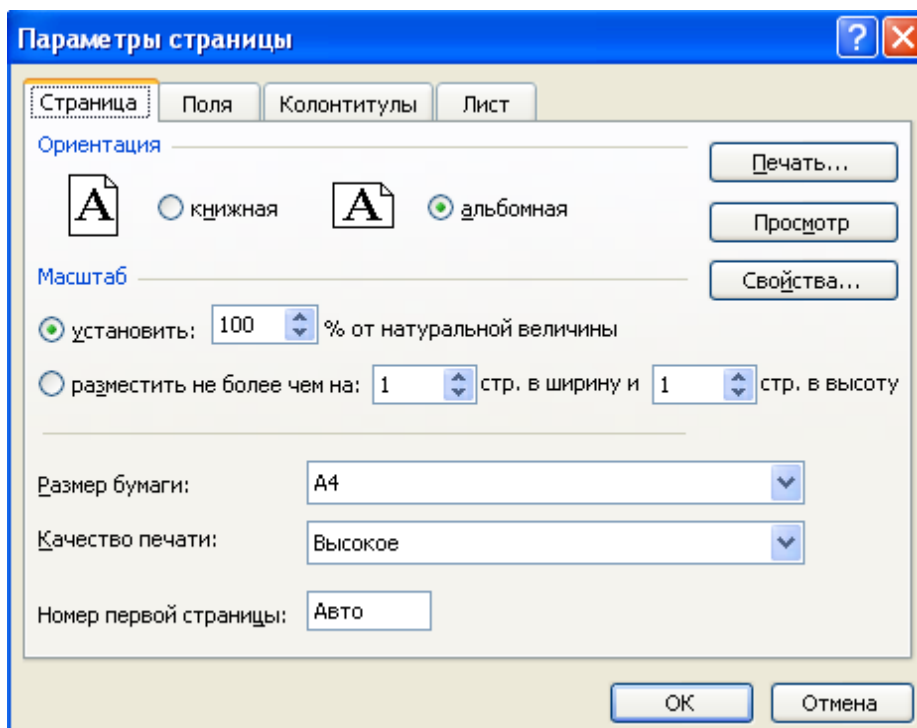 Параметры страницы
Страница Поля Колонтитулы Лист
Ориентация
Печать...
A книжная A альбомная
Просмотр
Масштаб
Свойства...
установить: 100 % от натуральной величины
разместить не более чем на: 1 стр. в ширину и 1 стр. в высоту
Размер бумаги: A4
Качество печати: Высокое
Номер первой страницы: Авто
ОК Отмена